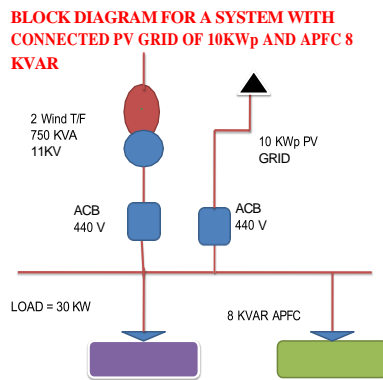 BLOCK DIAGRAM FOR A SYSTEM WITH
CONNECTED PV GRID OF 10KWp AND APFC 8
KVAR
2 Wind T/F
750 KVA
11KV
10 KWp PV
GRID
ACB
440 V
ACB
440 V
LOAD = 30 KW
8 KVAR APFC